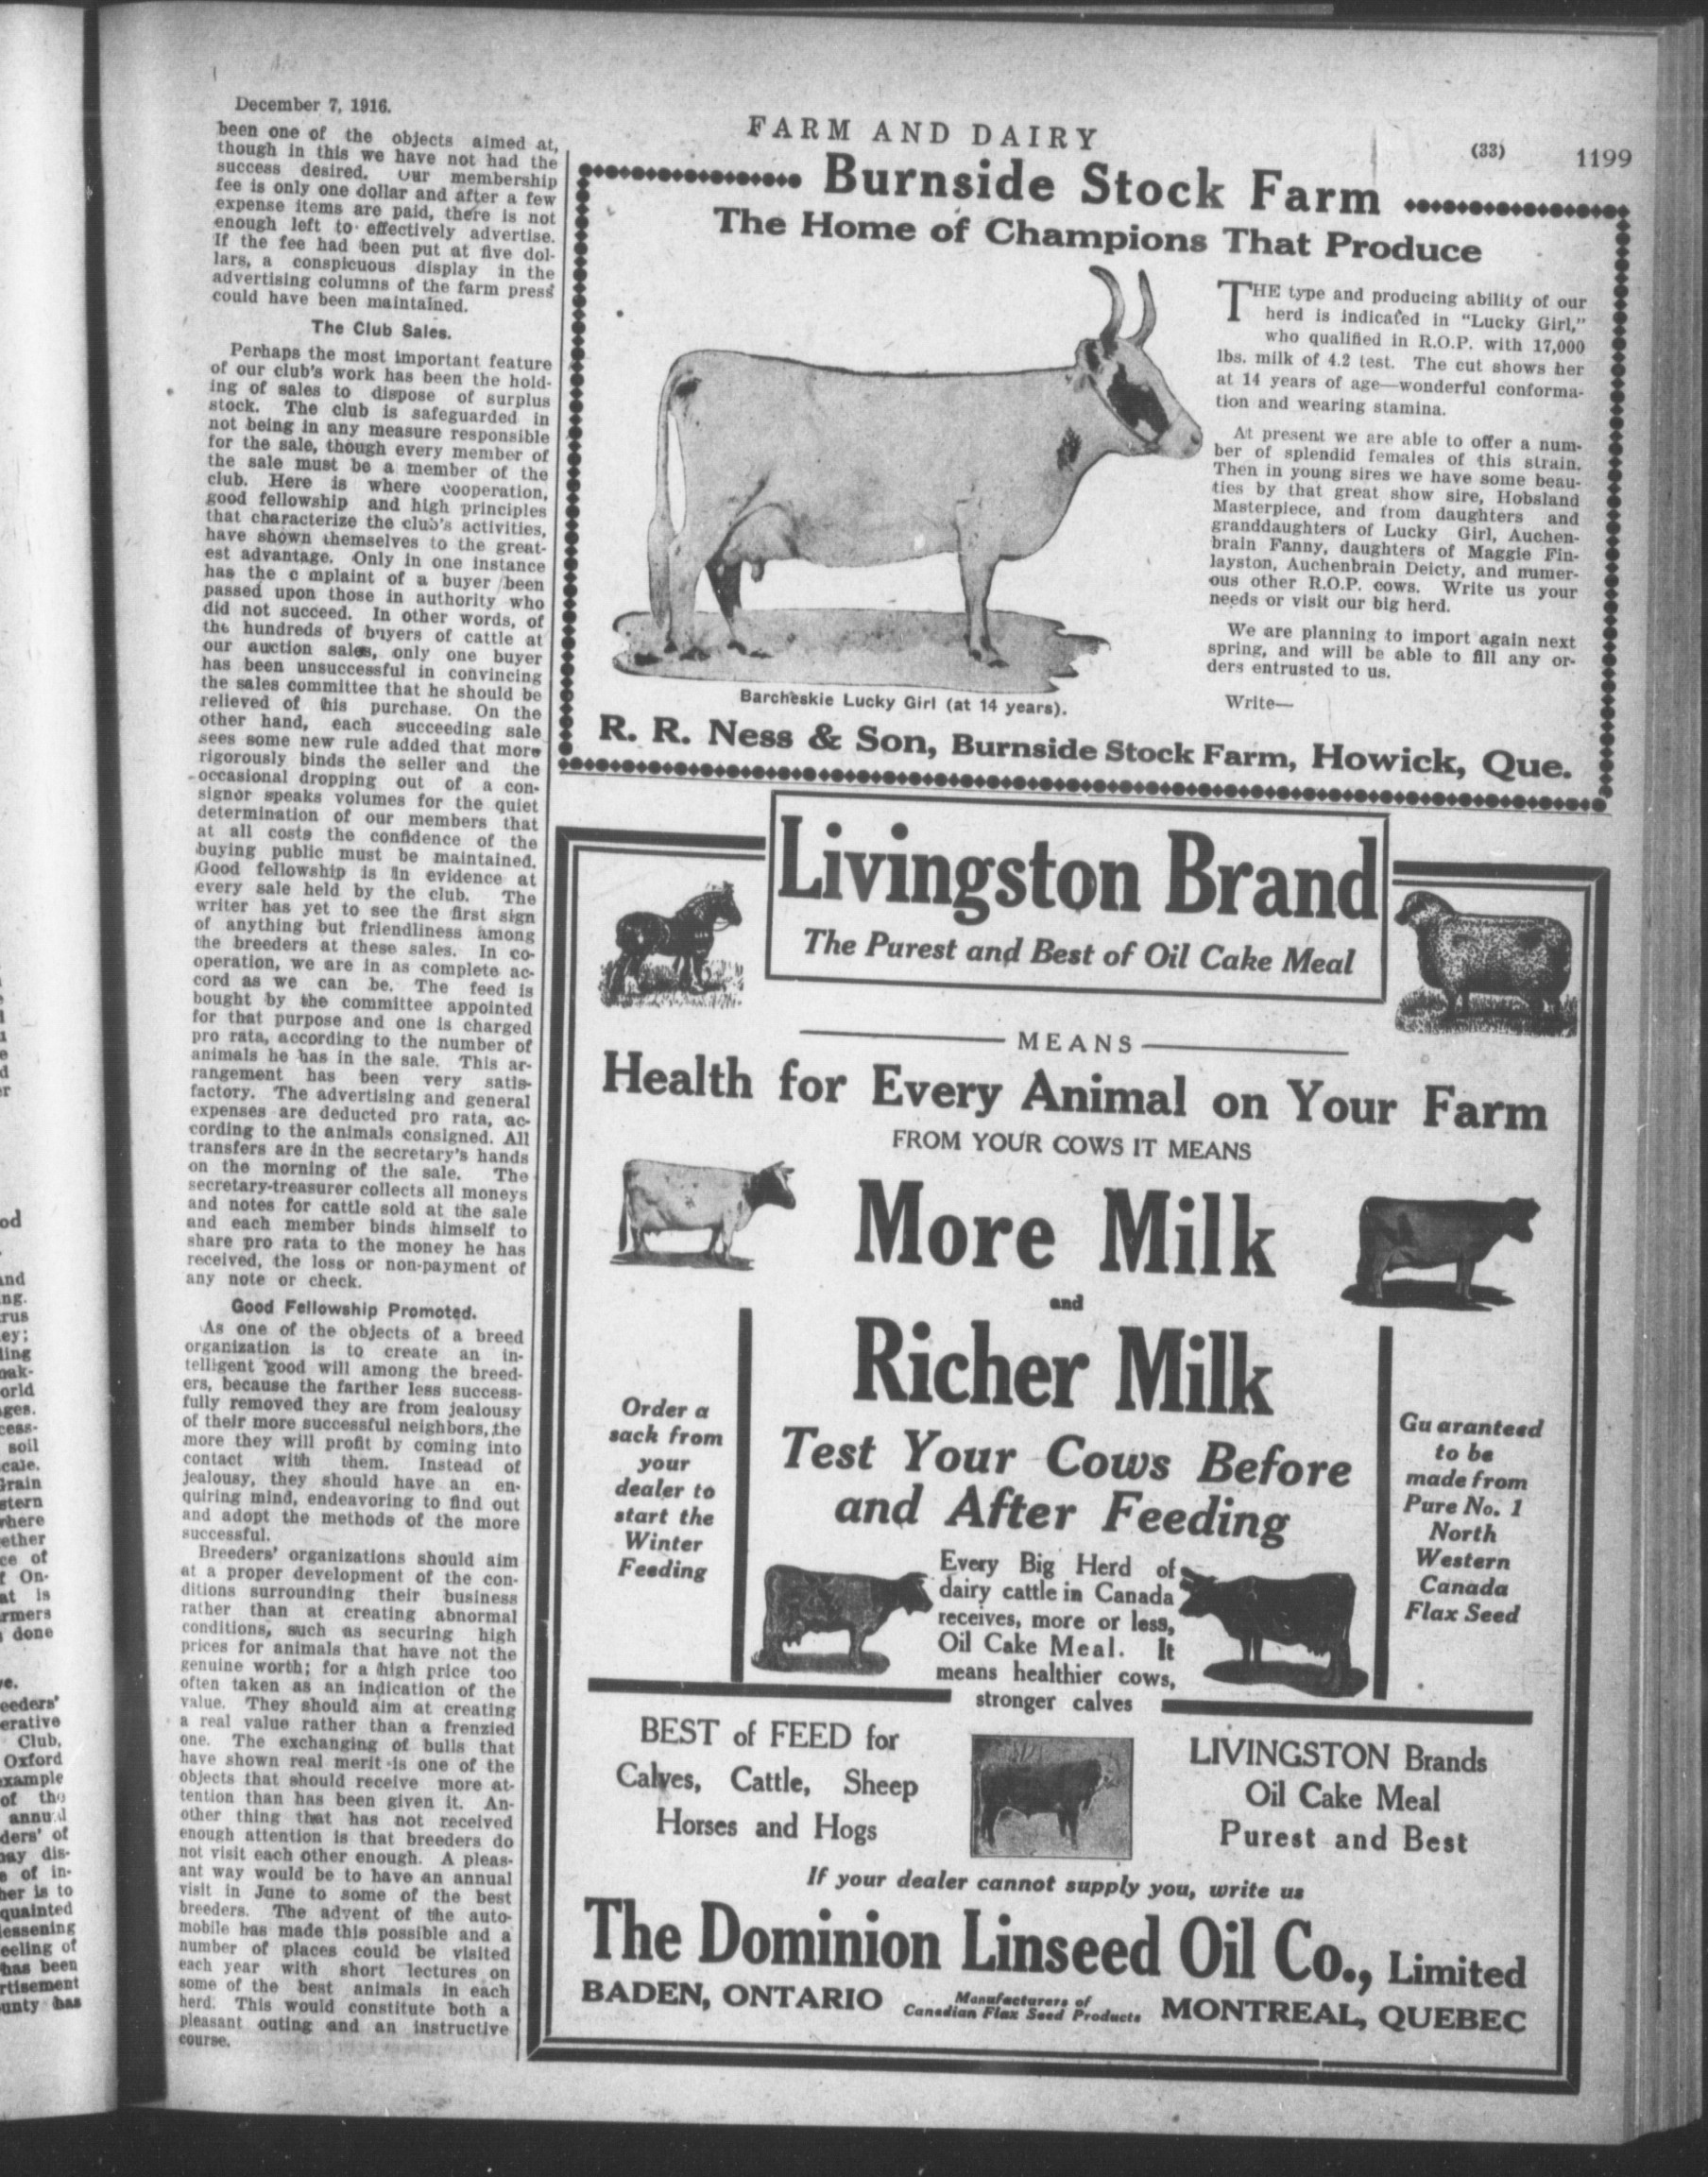 December 7, 1916.
FARM AND DAIRY
(33)
1199
been one of the objects aimed at,
though in this we have not had the
success desired. Our membership
fee is only one dollar and after a few
expense items are paid, there is not
enough left to effectively advertise.
If the fee had been put at five dol-
lars, a conspicuous display in the
advertising columns of the farm press
could have been maintained.
The Club Sales.
Perhaps the most important feature
of our club's work has been the hold-
ing of sales to dispose of surplus
stock. The club is safeguarded in
not being in any measure responsible
for the sale, though every member of
the sale must be a member of the
club. Here is where cooperation,
good fellowship and high principles
that characterize the club's activities,
have shown themselves to the great-
est advantage. Only in one instance
has the c mplaint of a buyer been
passed upon those in authority who
did not succeed. In other words, of
the hundreds of buyers of cattle at
our auction sales, only one buyer
has been unsuccessful in convincing
the sales committee that he should be
relieved of his purchase. On the
other hand, each succeeding sale
sees some new rule added that more
rigorously binds the seller and the
occasional dropping out of a con-
signor speaks volumes for the quiet
determination of our members that
at all costs the confidence of the
buying public must be maintained.
Good fellowship is in evidence at
every sale held by the club. The
writer has yet to see the first sign
of anything but friendliness among
the breeders at these sales. In co-
operation, we are in as complete ac-
cord as we can be. The feed is
bought by the committee appointed
for that purpose and one is charged
pro rata, according to the number of
animals he has in the sale. This ar-
rangement has been very satis-
factory. The advertising and general
expenses are deducted pro rata, ac-
cording to the animals consigned. All
transfers are in the secretary's hands
on the morning of the sale. The
secretary-treasurer collects all moneys
and notes for cattle sold at the sale
and each member binds himself to
share pro rata to the money he has
received, the loss or non-payment of
any note or check.
Good Fellowship Promoted.
As one of the objects of a breed
organization is to create an in-
telligent good will among the breed-
ers, because the farther less success-
fully removed they are from jealousy
of their more successful neighbors, the
more they will profit by coming into
contact with them. Instead of
jealousy, they should have an en-
quiring mind, endeavoring to find out
and adopt the methods of the more
successful.
Breeders' organizations should aim
at a proper development of the con-
ditions surrounding their business
rather than at creating abnormal
conditions, such as securing high
prices for animals that have not the
genuine worth; for a high price too
often taken as an indication of the
value. They should aim at creating
a real value rather than a frenzied
one. The exchanging of bulls that
have shown real merit is one of the
objects that should receive more at-
tention than has been given it. An-
other thing that has not received
enough attention is that breeders do
not visit each other enough. A pleas-
ant way would be to have an annual
visit in June to some of the best
breeders. The advent of the auto-
mobile has made this possible and a
number of places could be visited
each year with short lectures on
some of the best animals in each
herd. This would constitute both a
pleasant outing and an instructive
course.
Burnside Stock Farm
The Home of Champions That Produce
THE type and producing ability of our
herd is indicated in "Lucky Girl,"
who qualified in R.O.P. with 17,000
lbs. milk of 4.2 test. The cut shows her
at 14 years of age—wonderful conforma-
tion and wearing stamina.
At present we are able to offer a num-
ber of splendid females of this strain.
Then in young sires we have some beau-
ties by that great show sire, Hobsland
Masterpiece, and from daughters and
granddaughters of Lucky Girl, Auchen-
brain Fanny, daughters of Maggie Fin-
layston, Auchenbrain Deicty, and numer-
ous other R.O.P. cows. Write us your
needs or visit our big herd.
We are planning to import again next
spring, and will be able to fill any or-
ders entrusted to us.
Write—
Barcheskie Lucky Girl (at 14 years).
R. R. Ness & Son, Burnside Stock Farm, Howick, Que.
Livingston Brand
The Purest and Best of Oil Cake Meal
MEANS
Health for Every Animal on Your Farm
FROM YOUR COWS IT MEANS
More Milk
and
Richer Milk
Test Your Cows Before
and After Feeding
Order a
sack from
your
dealer to
start the
Winter
Feeding
Every Big Herd of
dairy cattle in Canada
receives, more or less,
Oil Cake Meal. It
means healthier cows,
stronger calves
Guaranteed
to be
made from
Pure No. 1
North
Western
Canada
Flax Seed
BEST of FEED for
Calves, Cattle, Sheep
Horses and Hogs
LIVINGSTON Brands
Oil Cake Meal
Purest and Best
If your dealer cannot supply you, write us
The Dominion Linseed Oil Co., Limited
BADEN, ONTARIO
Manufacturers of
Canadian Flax Seed Products
MONTREAL, QUEBEC